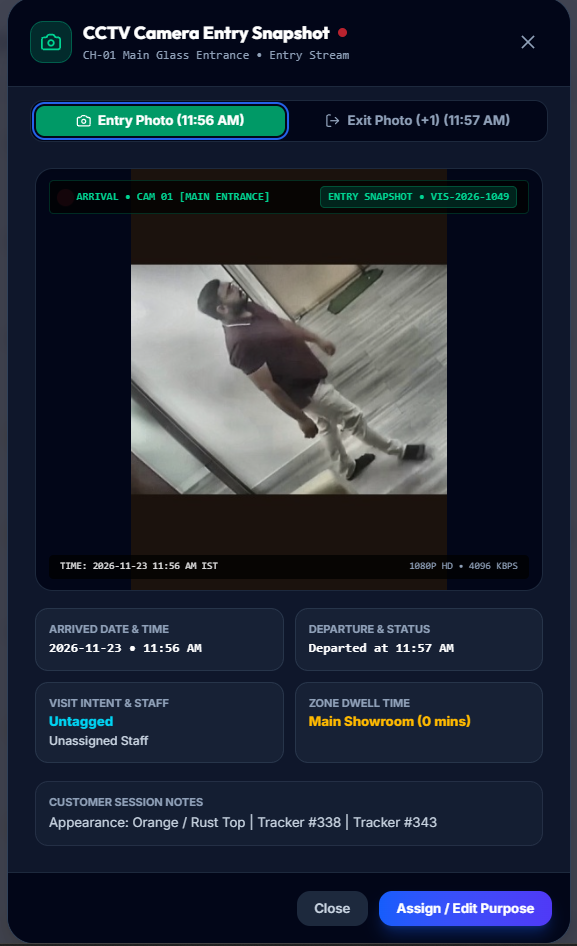 CCTV Camera Entry Snapshot
CH-01 Main Glass Entrance • Entry Stream
Entry Photo (11:56 AM)
Exit Photo (+1) (11:57 AM)
ARRIVAL • CAM 01 [MAIN ENTRANCE]
ENTRY SNAPSHOT • VIS-2026-1049
TIME: 2026-11-23 11:56 AM IST
1080P HD • 4096 KBPS
ARRIVED DATE & TIME
2026-11-23 • 11:56 AM
DEPARTURE & STATUS
Departed at 11:57 AM
VISIT INTENT & STAFF
Untagged
Unassigned Staff
ZONE DWELL TIME
Main Showroom (0 mins)
CUSTOMER SESSION NOTES
Appearance: Orange / Rust Top | Tracker #338 | Tracker #343
Close
Assign / Edit Purpose